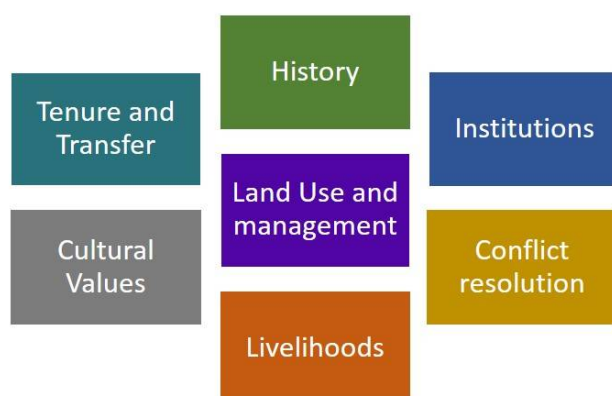 History
Tenure and
Transfer
Institutions
Land Use and
management
Cultural
Values
Conflict
resolution
Livelihoods